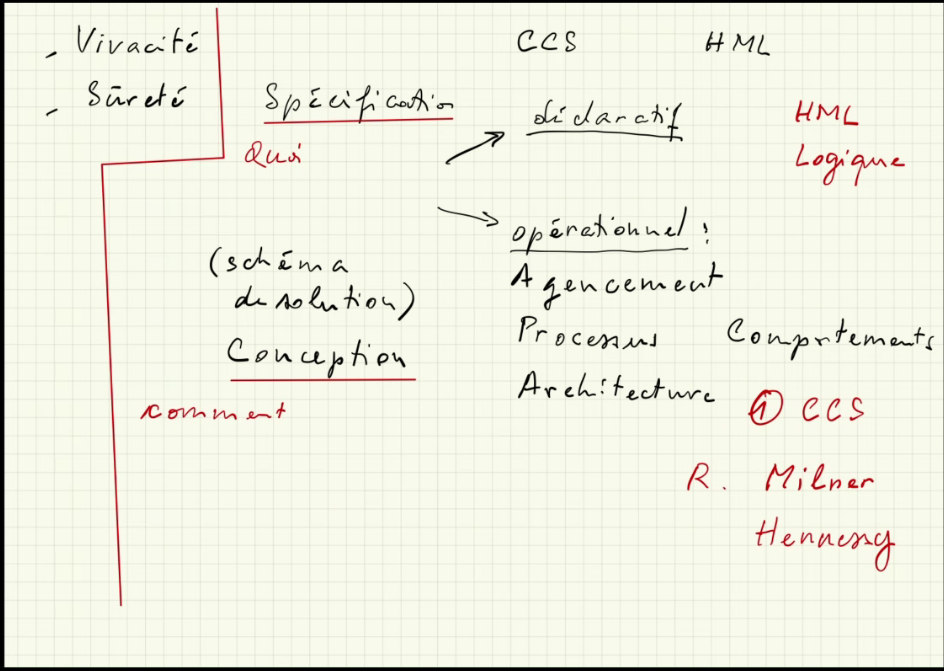 - Vivacité
- Sûreté
CCS HML
Spécification
Quoi
déclaratif
HML
Logique
opérationnel :
Agencement
Processus
Architecture
(schéma
de solution)
Conception
comment
Comportements
① CCS
R. Milner
Hennessy